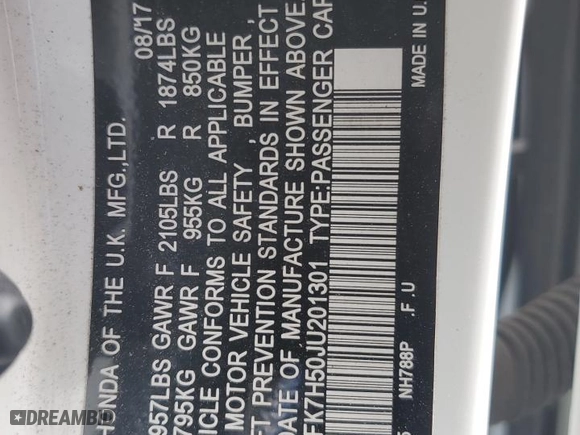 HONDA OF THE U.K. MFG.,LTD. 08/17
957LBS GAWR F 2105LBS R 1874LBS
795KG GAWR F 955KG R 850KG
ICLE CONFORMS TO ALL APPLICABLE
MOTOR VEHICLE SAFETY , BUMPER ,
FT PREVENTION STANDARDS IN EFFECT
DATE OF MANUFACTURE SHOWN ABOVE.
FK7H50JU201301 TYPE:PASSENGER CAR
NH788P .F.U MADE IN U
DISMANTLED